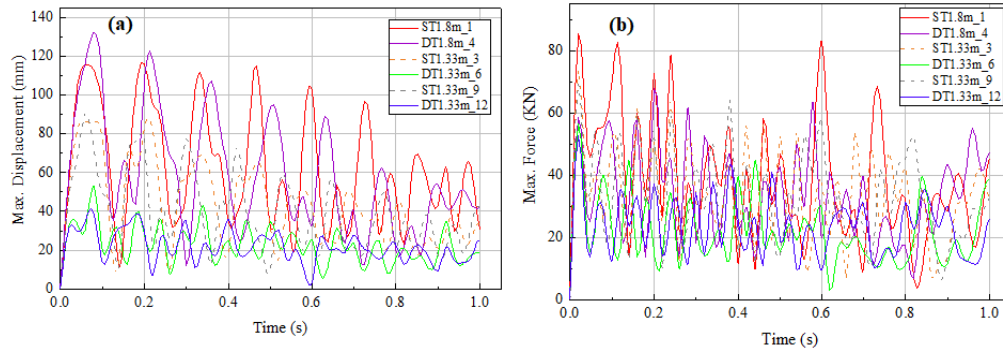 (a)
ST1.8m_1
DT1.8m_4
ST1.33m_3
DT1.33m_6
ST1.33m_9
DT1.33m_12
Max. Displacement (mm)
140
120
100
80
60
40
20
0
0.0 0.2 0.4 0.6 0.8 1.0
Time (s)
(b)
ST1.8m_1
DT1.8m_4
ST1.33m_3
DT1.33m_6
ST1.33m_9
DT1.33m_12
Max. Force (KN)
80
60
40
20
0
0.0 0.2 0.4 0.6 0.8 1.0
Time (s)